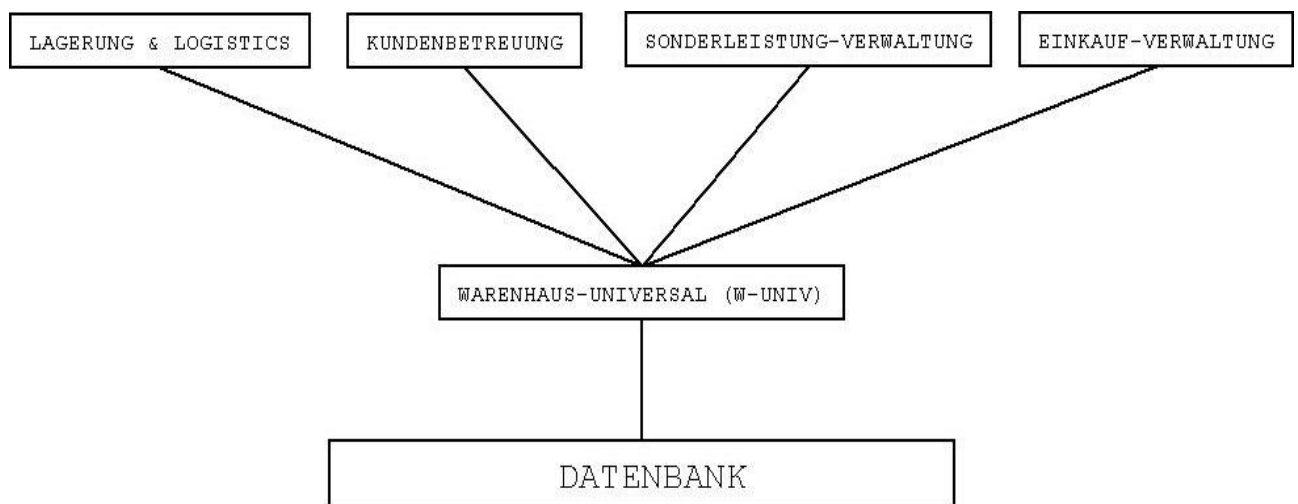 LAGERUNG & LOGISTICS
KUNDENBETREUUNG
SONDERLEISTUNG-VERWALTUNG
EINKAUF-VERWALTUNG
WARENHAUS-UNIVERSAL (W-UNIV)
DATENBANK